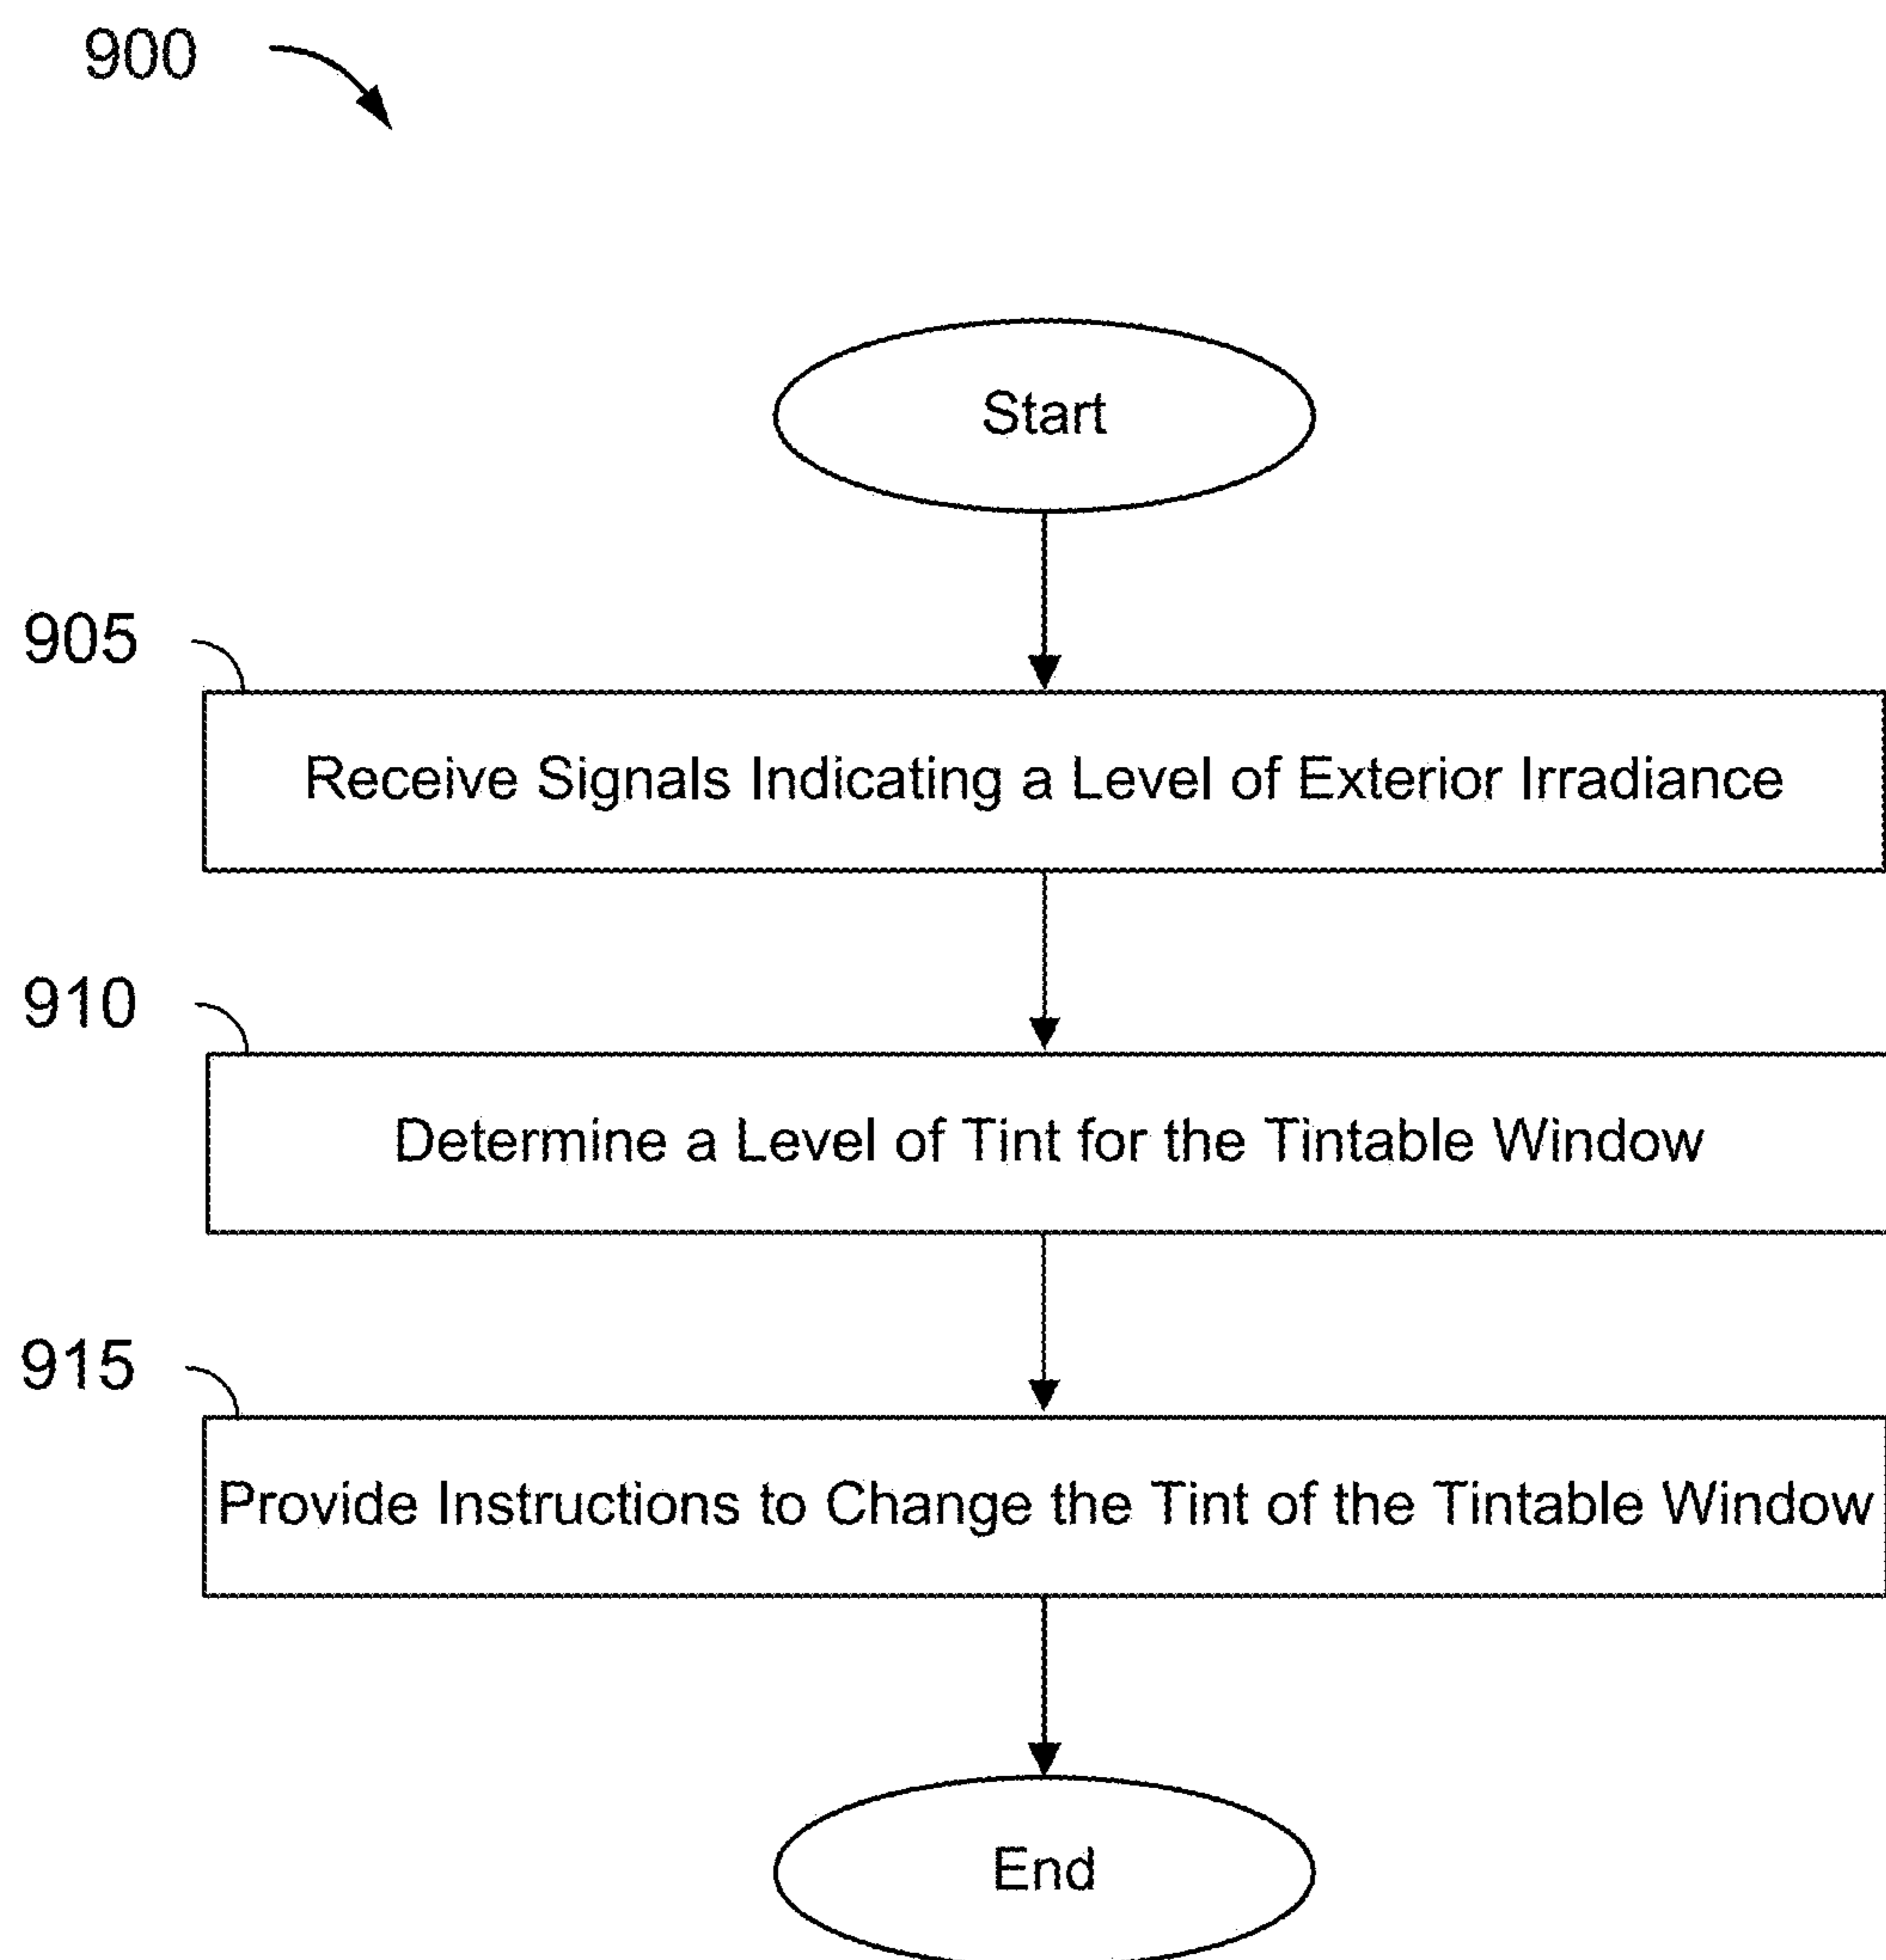 900
Start
905
Receive Signals Indicating a Level of Exterior Irradiance
910
Determine a Level of Tint for the Tintable Window
915
Provide Instructions to Change the Tint of the Tintable Window
End